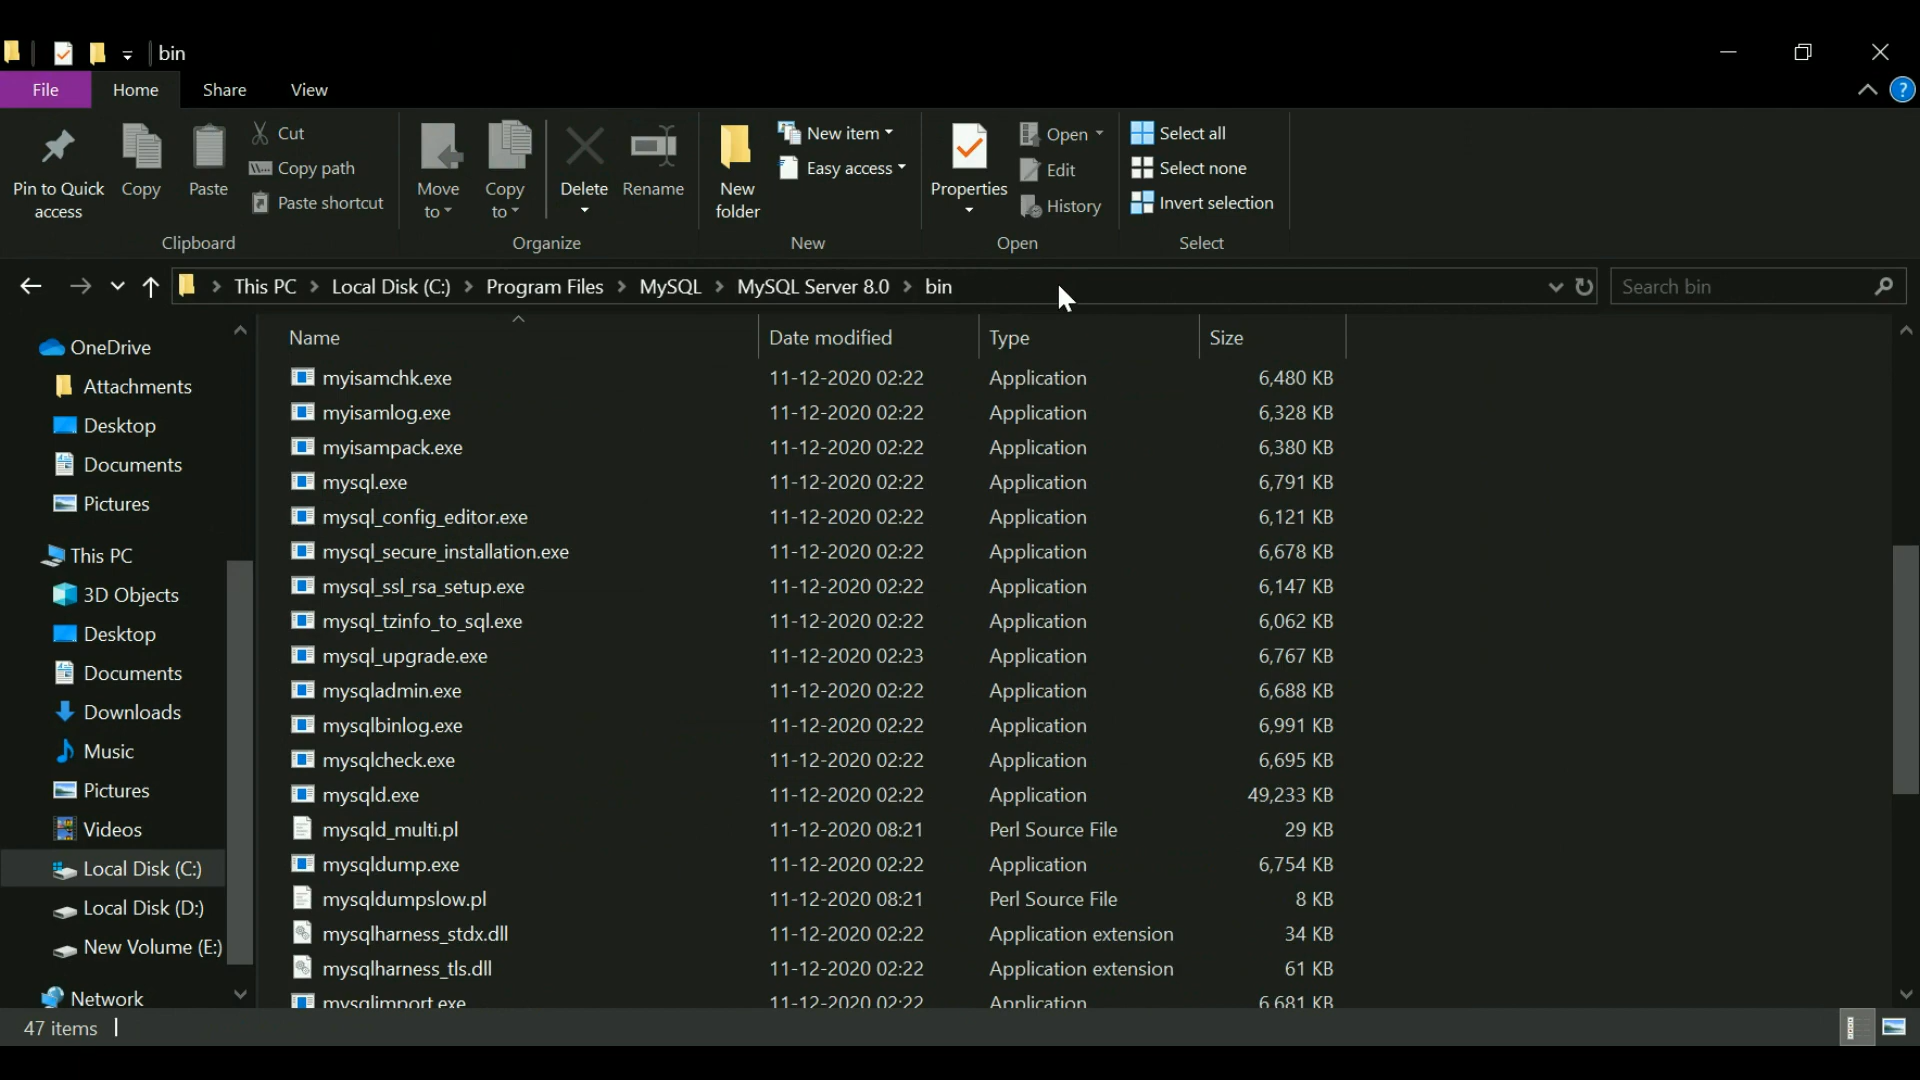 bin
File Home Share View
Pin to Quick access
Copy
Paste
Cut
Copy path
Paste shortcut
Clipboard
Move to
Copy to
Delete
Rename
Organize
New folder
New item
Easy access
New
Properties
Open
Edit
History
Open
Select all
Select none
Invert selection
Select
This PC > Local Disk (C:) > Program Files > MySQL > MySQL Server 8.0 > bin
Search bin
OneDrive
Attachments
Desktop
Documents
Pictures
This PC
3D Objects
Desktop
Documents
Downloads
Music
Pictures
Videos
Local Disk (C:)
Local Disk (D:)
New Volume (E:)
Network
Name Date modified Type Size
myisamchk.exe 11-12-2020 02:22 Application 6,480 KB
myisamlog.exe 11-12-2020 02:22 Application 6,328 KB
myisampack.exe 11-12-2020 02:22 Application 6,380 KB
mysql.exe 11-12-2020 02:22 Application 6,791 KB
mysql_config_editor.exe 11-12-2020 02:22 Application 6,121 KB
mysql_secure_installation.exe 11-12-2020 02:22 Application 6,678 KB
mysql_ssl_rsa_setup.exe 11-12-2020 02:22 Application 6,147 KB
mysql_tzinfo_to_sql.exe 11-12-2020 02:22 Application 6,062 KB
mysql_upgrade.exe 11-12-2020 02:23 Application 6,767 KB
mysqladmin.exe 11-12-2020 02:22 Application 6,688 KB
mysqlbinlog.exe 11-12-2020 02:22 Application 6,991 KB
mysqlcheck.exe 11-12-2020 02:22 Application 6,695 KB
mysqld.exe 11-12-2020 02:22 Application 49,233 KB
mysqld_multi.pl 11-12-2020 08:21 Perl Source File 29 KB
mysqldump.exe 11-12-2020 02:22 Application 6,754 KB
mysqldumpslow.pl 11-12-2020 08:21 Perl Source File 8 KB
mysqlharness_stdx.dll 11-12-2020 02:22 Application extension 34 KB
mysqlharness_tls.dll 11-12-2020 02:22 Application extension 61 KB
mysqlimport.exe 11-12-2020 02:22 Application 6,681 KB
47 items